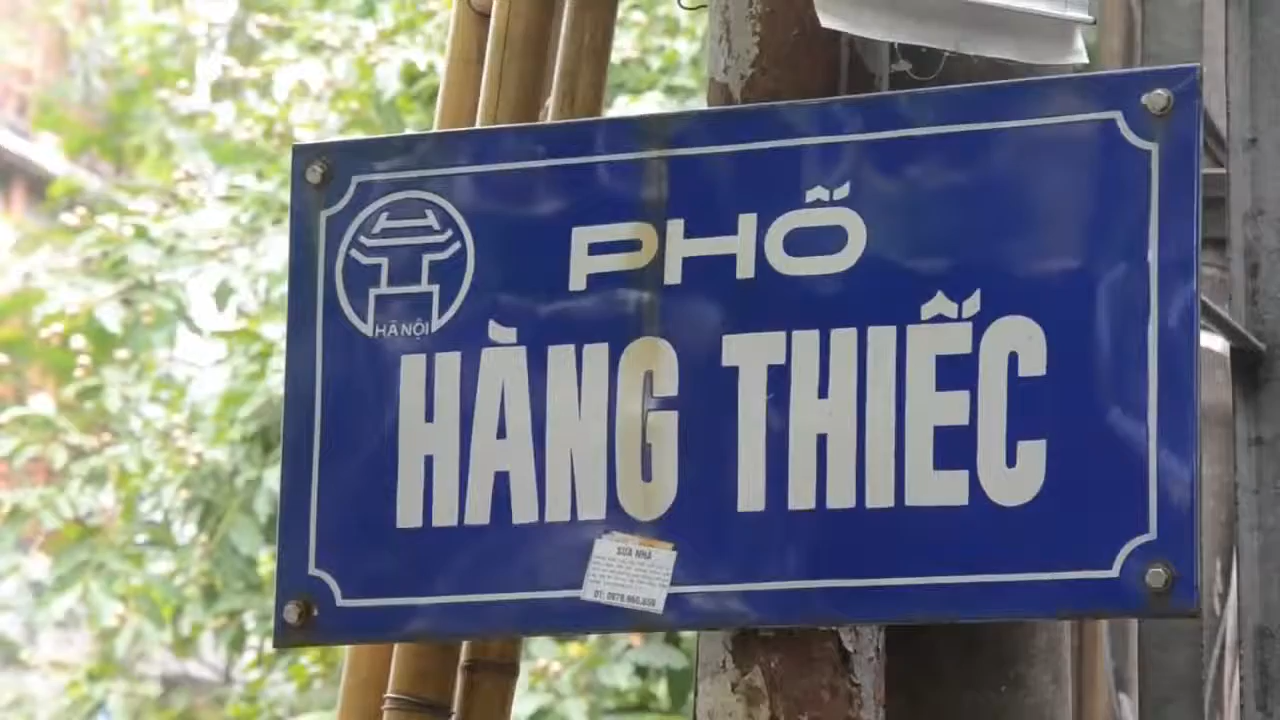 PHỐ
HÀNG THIẾC
HÀ NỘI
SỬA NHÀ